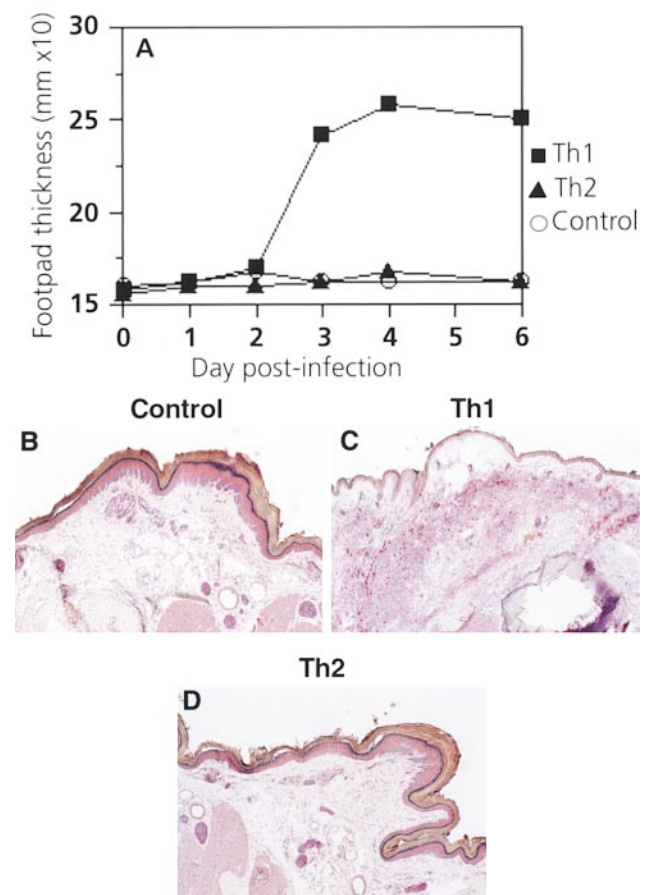 A
Footpad thickness (mm x10)
30
25
20
15
0 1 2 3 4 5 6
Day post-infection
Th1
Th2
Control
Control
Th1
B
C
Th2
D